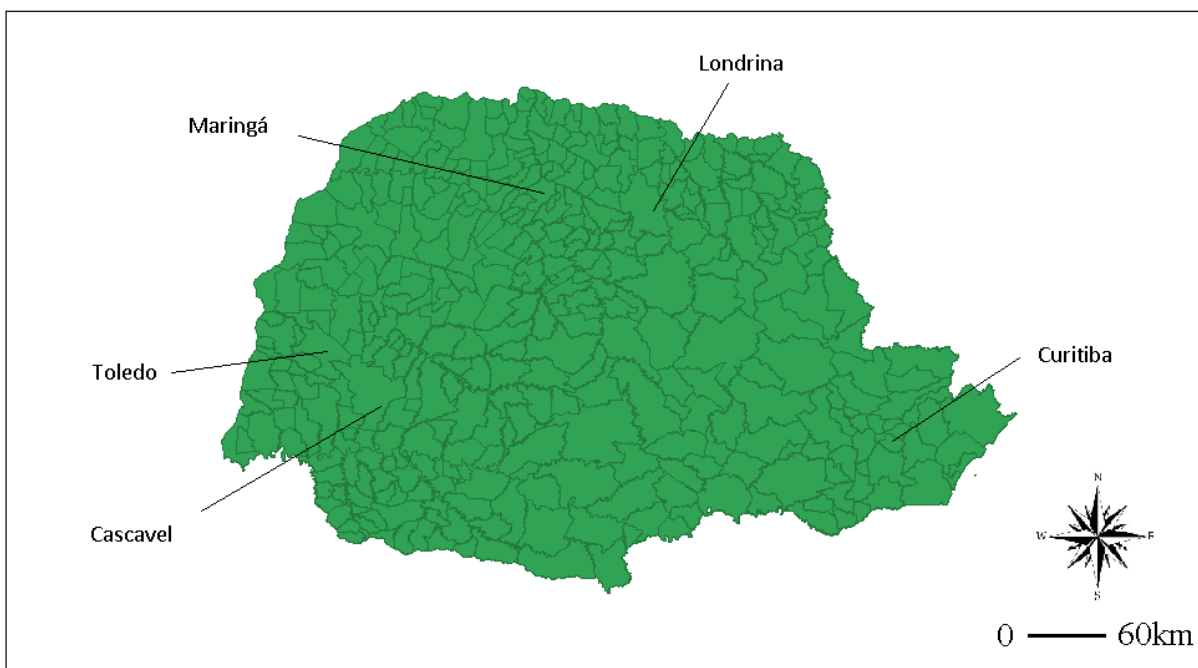 Londrina
Maringá
Curitiba
Toledo
Cascavel
N
W E
S
0 60km